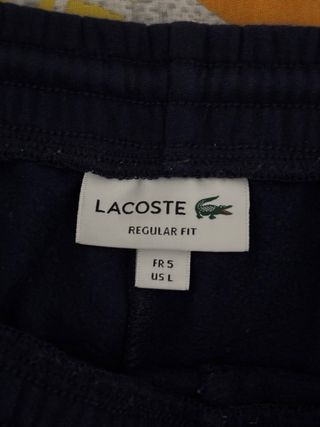 LACOSTE
REGULAR FIT
FR 5
US L